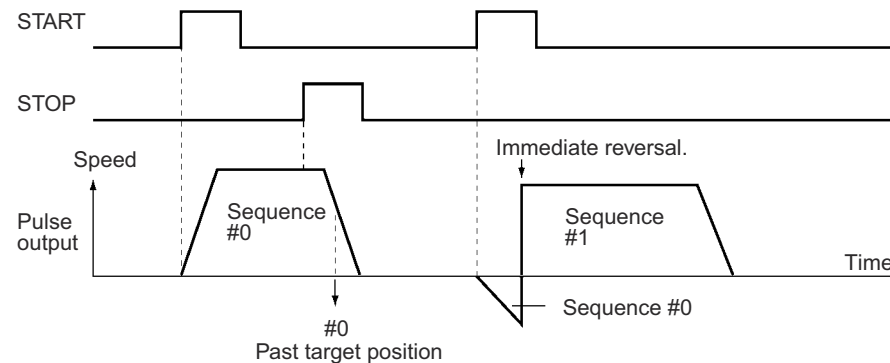 START
STOP
Immediate reversal.
Speed
Pulse
output
Sequence
#0
Sequence
#1
Time
Sequence #0
#0
Past target position